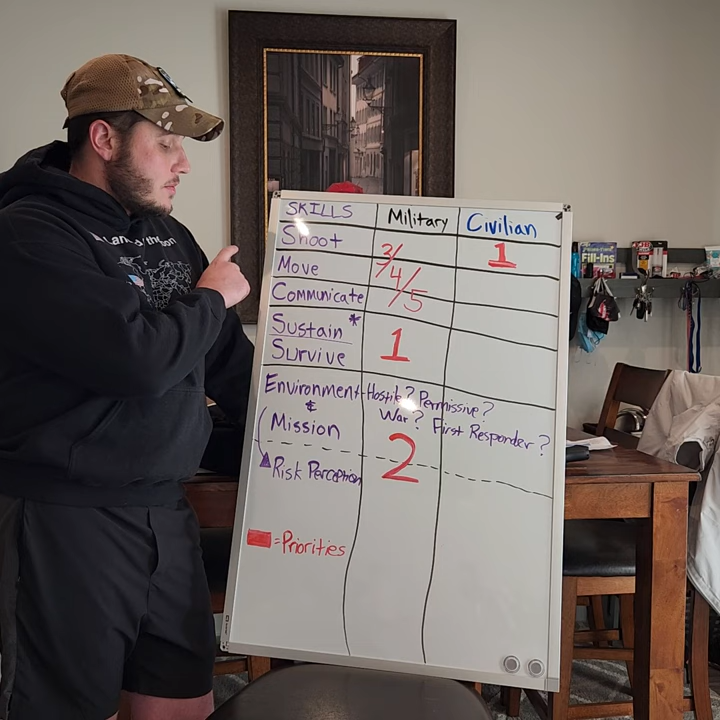 SKILLS Military Civilian
Shoot 3/ 1
Move 4/
Communicate 5
Sustain *
Survive 1
Environment - Hostile? Permissive?
& War? First Responder?
Mission 2
Risk Perception
= Priorities
Fill-Ins